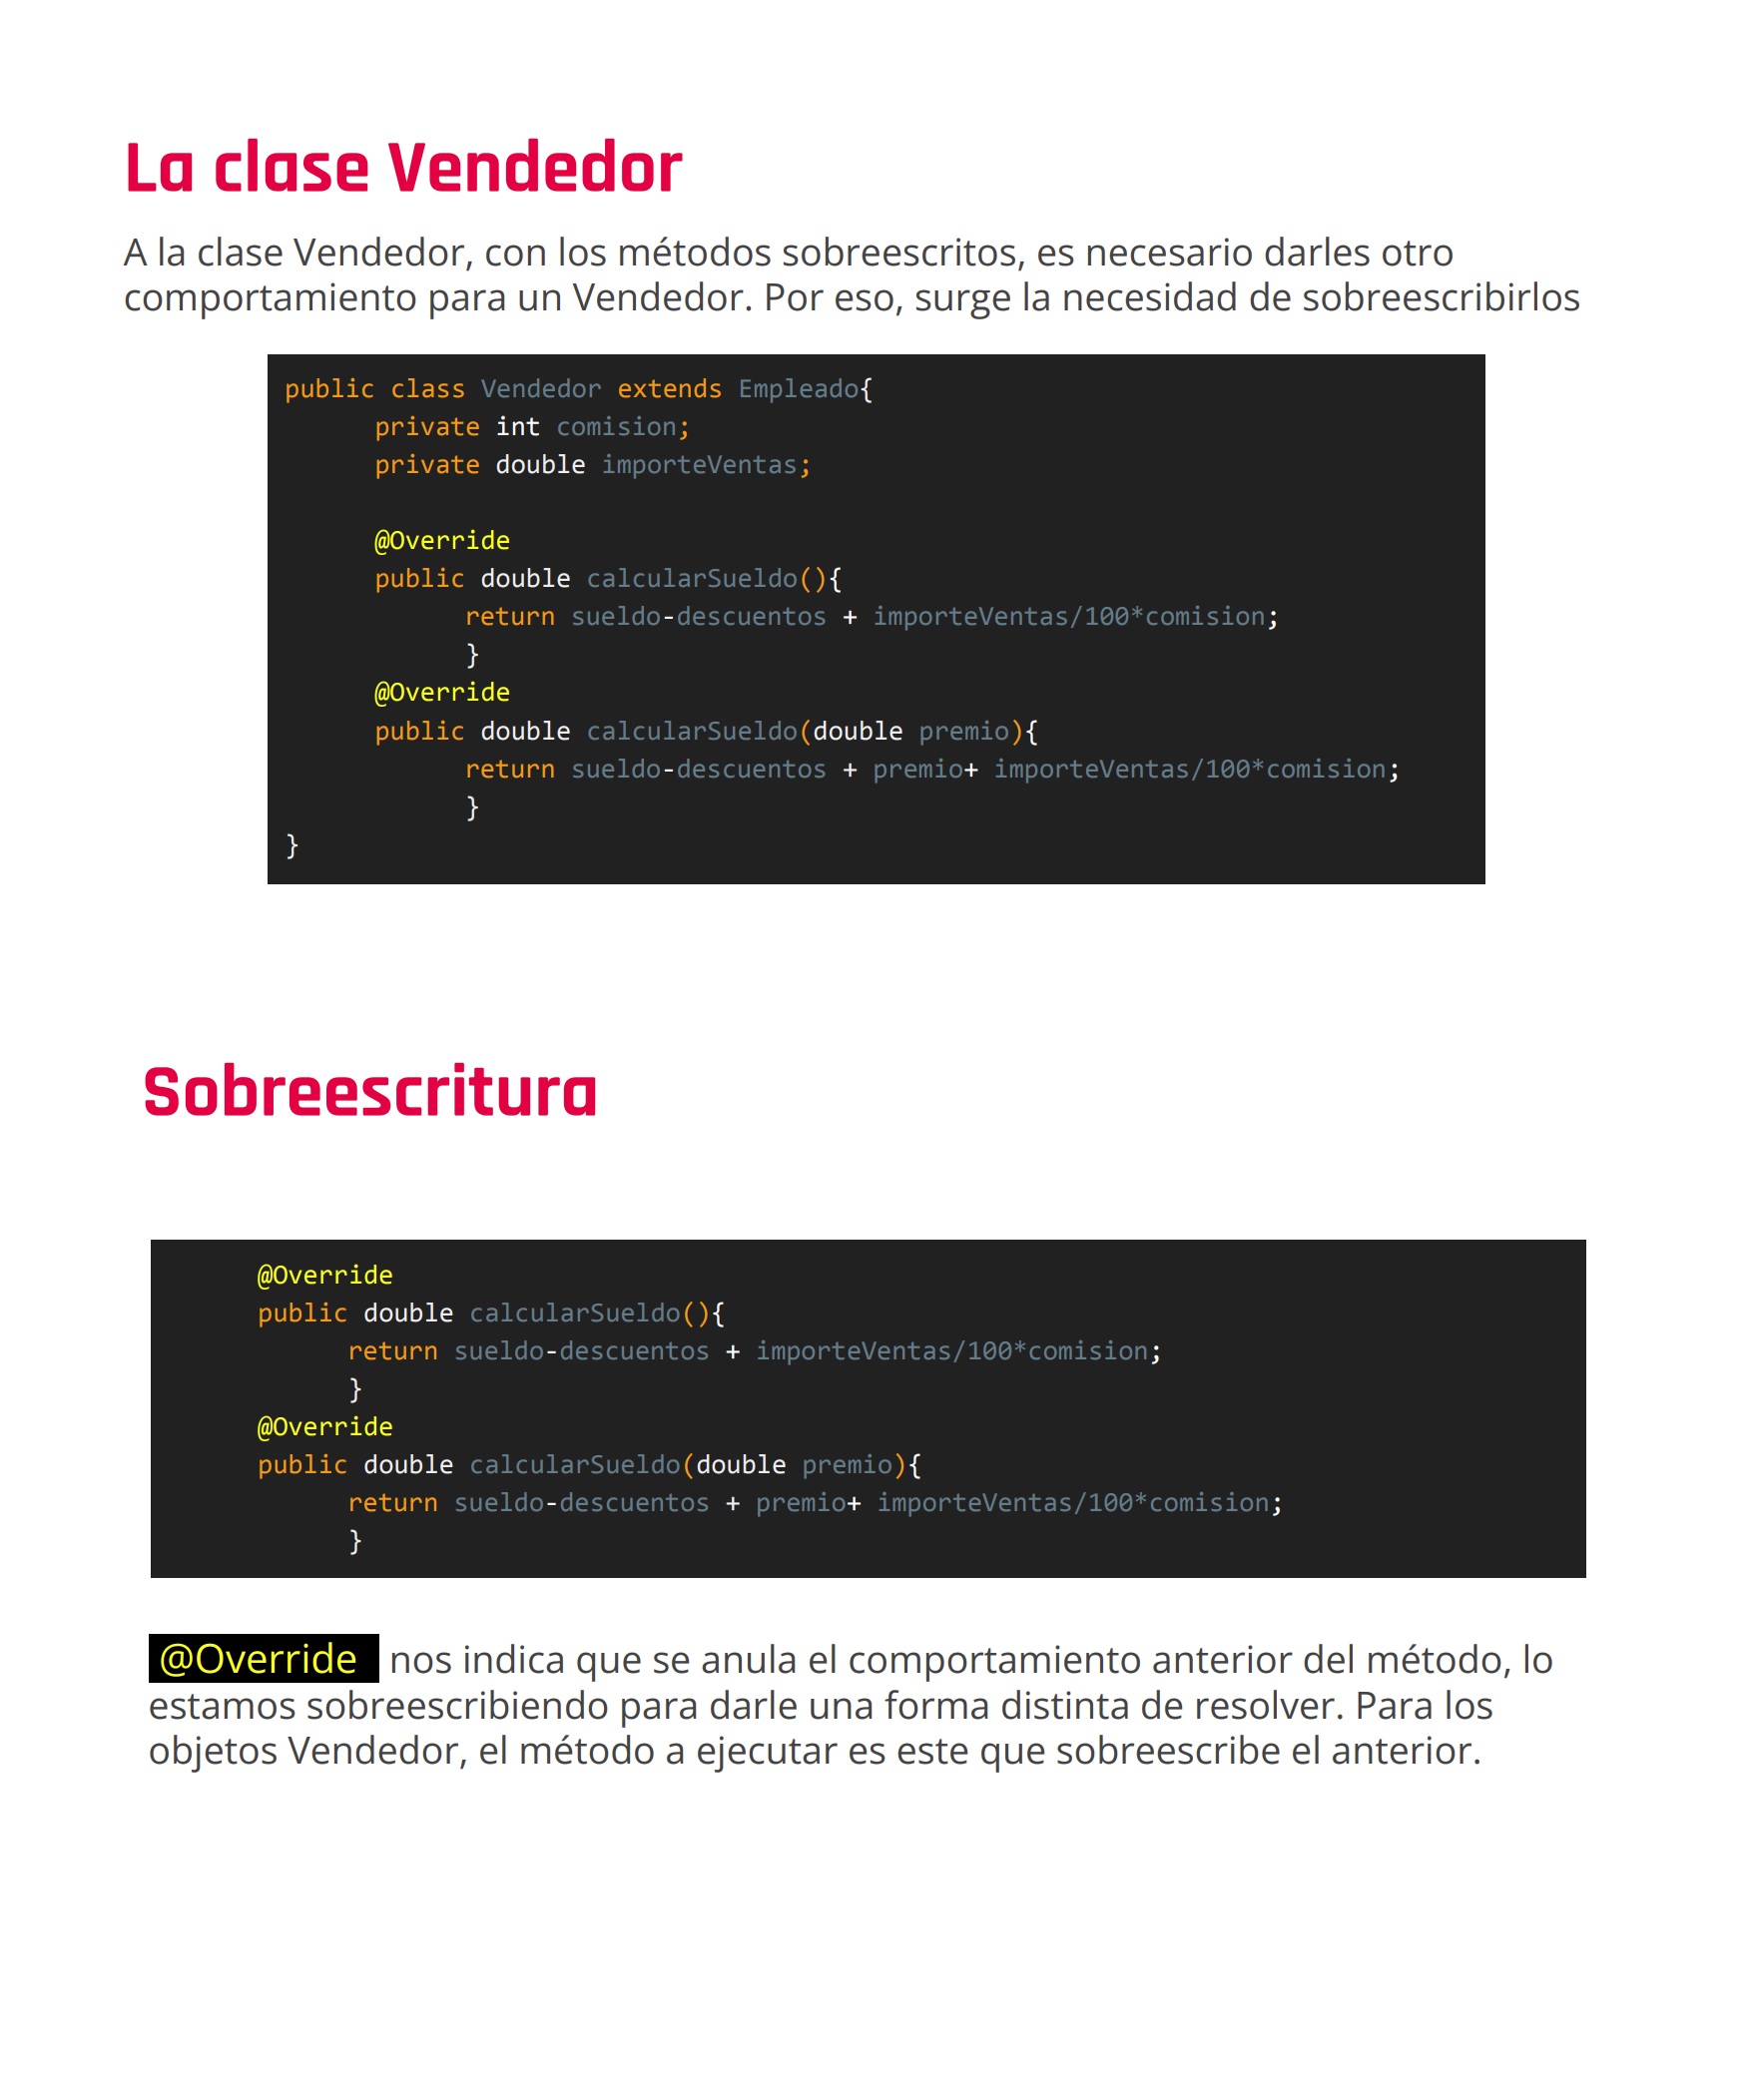 La clase Vendedor
A la clase Vendedor, con los métodos sobreescritos, es necesario darles otro
comportamiento para un Vendedor. Por eso, surge la necesidad de sobreescribirlos
public class Vendedor extends Empleado{
private int comision;
private double importeVentas;
@Override
public double calcularSueldo(){
return sueldo-descuentos + importeVentas/100*comision;
}
@Override
public double calcularSueldo(double premio){
return sueldo-descuentos + premio+ importeVentas/100*comision;
}
}
Sobreescritura
@Override
public double calcularSueldo(){
return sueldo-descuentos + importeVentas/100*comision;
}
@Override
public double calcularSueldo(double premio){
return sueldo-descuentos + premio+ importeVentas/100*comision;
}
@Override nos indica que se anula el comportamiento anterior del método, lo
estamos sobreescribiendo para darle una forma distinta de resolver. Para los
objetos Vendedor, el método a ejecutar es este que sobreescribe el anterior.